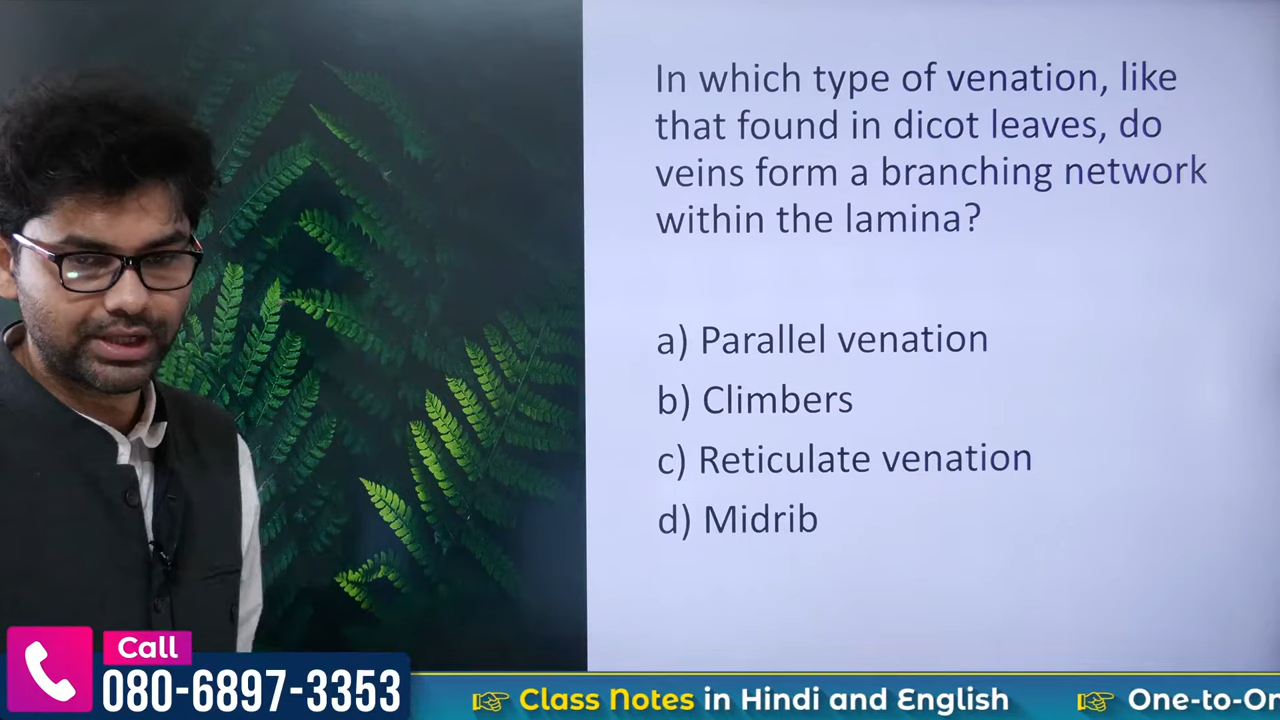 In which type of venation, like
that found in dicot leaves, do
veins form a branching network
within the lamina?
a) Parallel venation
b) Climbers
c) Reticulate venation
d) Midrib
Call
080-6897-3353
Class Notes in Hindi and English
One-to-On